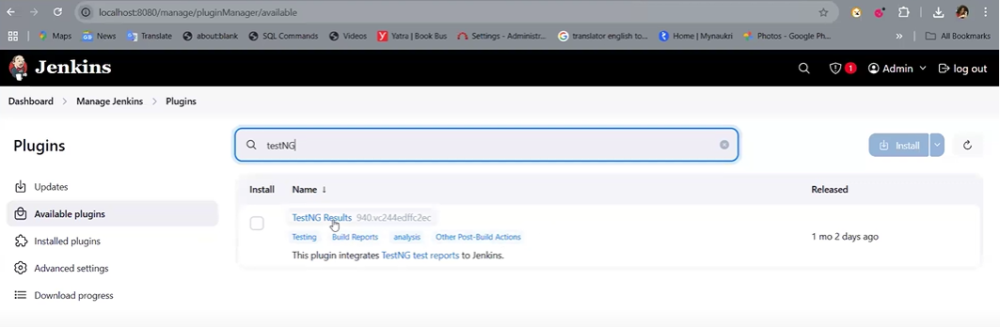 localhost:8080/manage/pluginManager/available
Maps News Translate about:blank SQL Commands Videos Yatra | Book Bus Settings - Administr... translator english to... Home | Mynaukri Photos - Google Ph... » All Bookmarks
Jenkins 1 Admin log out
Dashboard > Manage Jenkins > Plugins
Plugins
testNG
Install
Updates
Available plugins
Installed plugins
Advanced settings
Download progress
Install Name ↓ Released
TestNG Results 940.vc244edffc2ec
Testing Build Reports analysis Other Post-Build Actions
This plugin integrates TestNG test reports to Jenkins.
1 mo 2 days ago